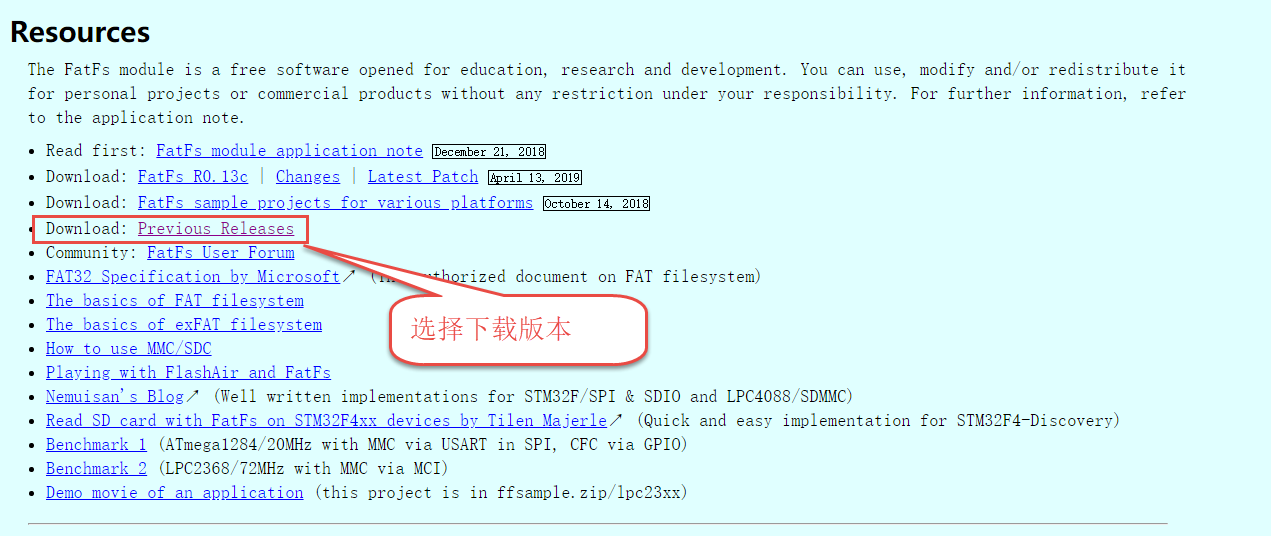 Resources
The FatFs module is a free software opened for education, research and development. You can use, modify and/or redistribute it
for personal projects or commercial products without any restriction under your responsibility. For further information, refer
to the application note.
• Read first: FatFs module application note December 21, 2018
• Download: FatFs R0.13c | Changes | Latest Patch April 13, 2019
• Download: FatFs sample projects for various platforms October 14, 2018
• Download: Previous Releases
• Community: FatFs User Forum
• FAT32 Specification by Microsoft↗ (The authorized document on FAT filesystem)
• The basics of FAT filesystem
• The basics of exFAT filesystem
选择下载版本
• How to use MMC/SDC
• Playing with FlashAir and FatFs
• Nemuisan's Blog↗ (Well written implementations for STM32F/SPI & SDIO and LPC4088/SDMMC)
• Read SD card with FatFs on STM32F4xx devices by Tilen Majerle↗ (Quick and easy implementation for STM32F4-Discovery)
• Benchmark 1 (ATmega1284/20MHz with MMC via USART in SPI, CFC via GPIO)
• Benchmark 2 (LPC2368/72MHz with MMC via MCI)
• Demo movie of an application (this project is in ffsample.zip/lpc23xx)